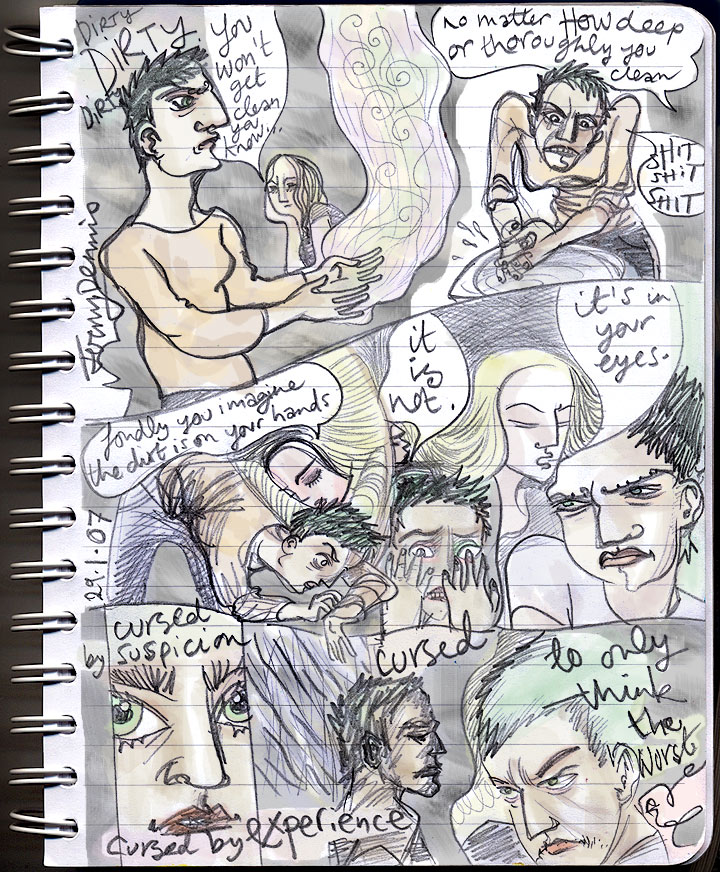 DIRTY
DIRTY
DIRTY
You
won't
get
clean
you
know...
no matter How deep
or thoroughly you
clean
SHIT
SHIT
SHIT
fondly you imagine
the dirt is on your hands
it
is
not.
it's in
your
eyes.
29.1.07
cursed
by suspicion
cursed
to only
think
the
worst
cursed by experience